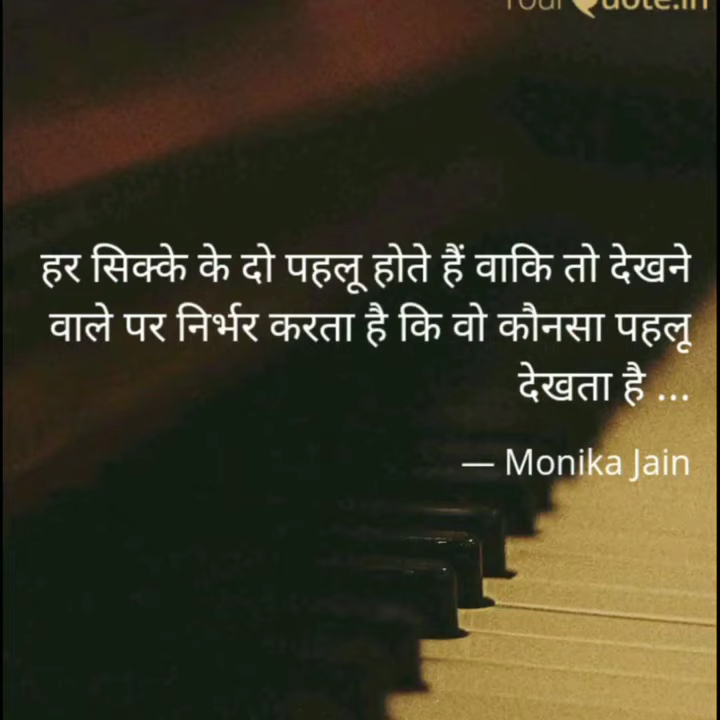 हर सिक्के के दो पहलू होते हैं वाकि तो देखने
वाले पर निर्भर करता है कि वो कौनसा पहलू
देखता है ...
— Monika Jain